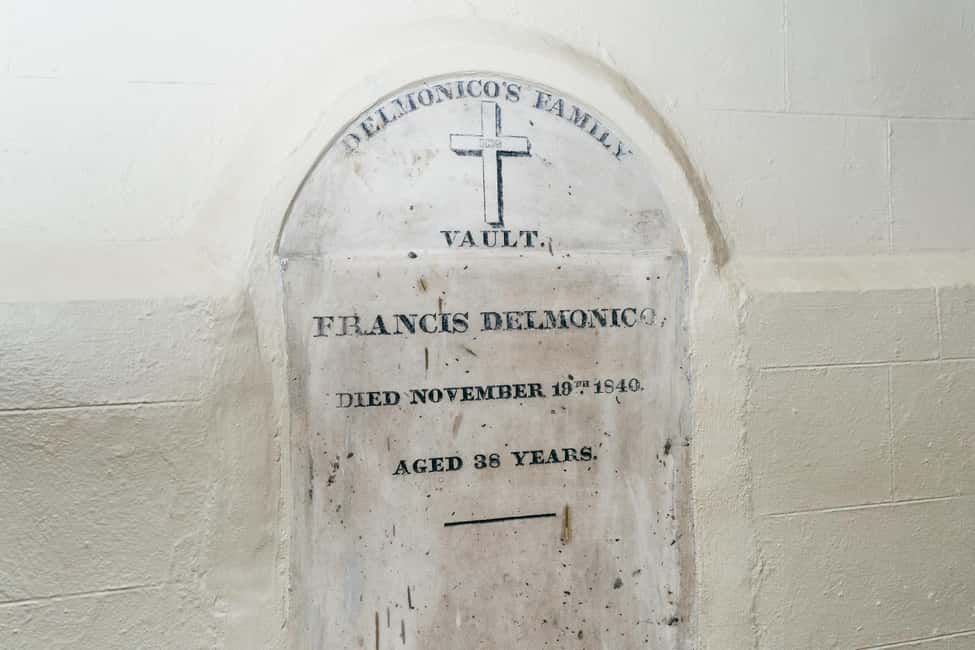 DELMONICO'S FAMILY
VAULT.
FRANCIS DELMONICO,
DIED NOVEMBER 19TH. 1840.
AGED 38 YEARS.